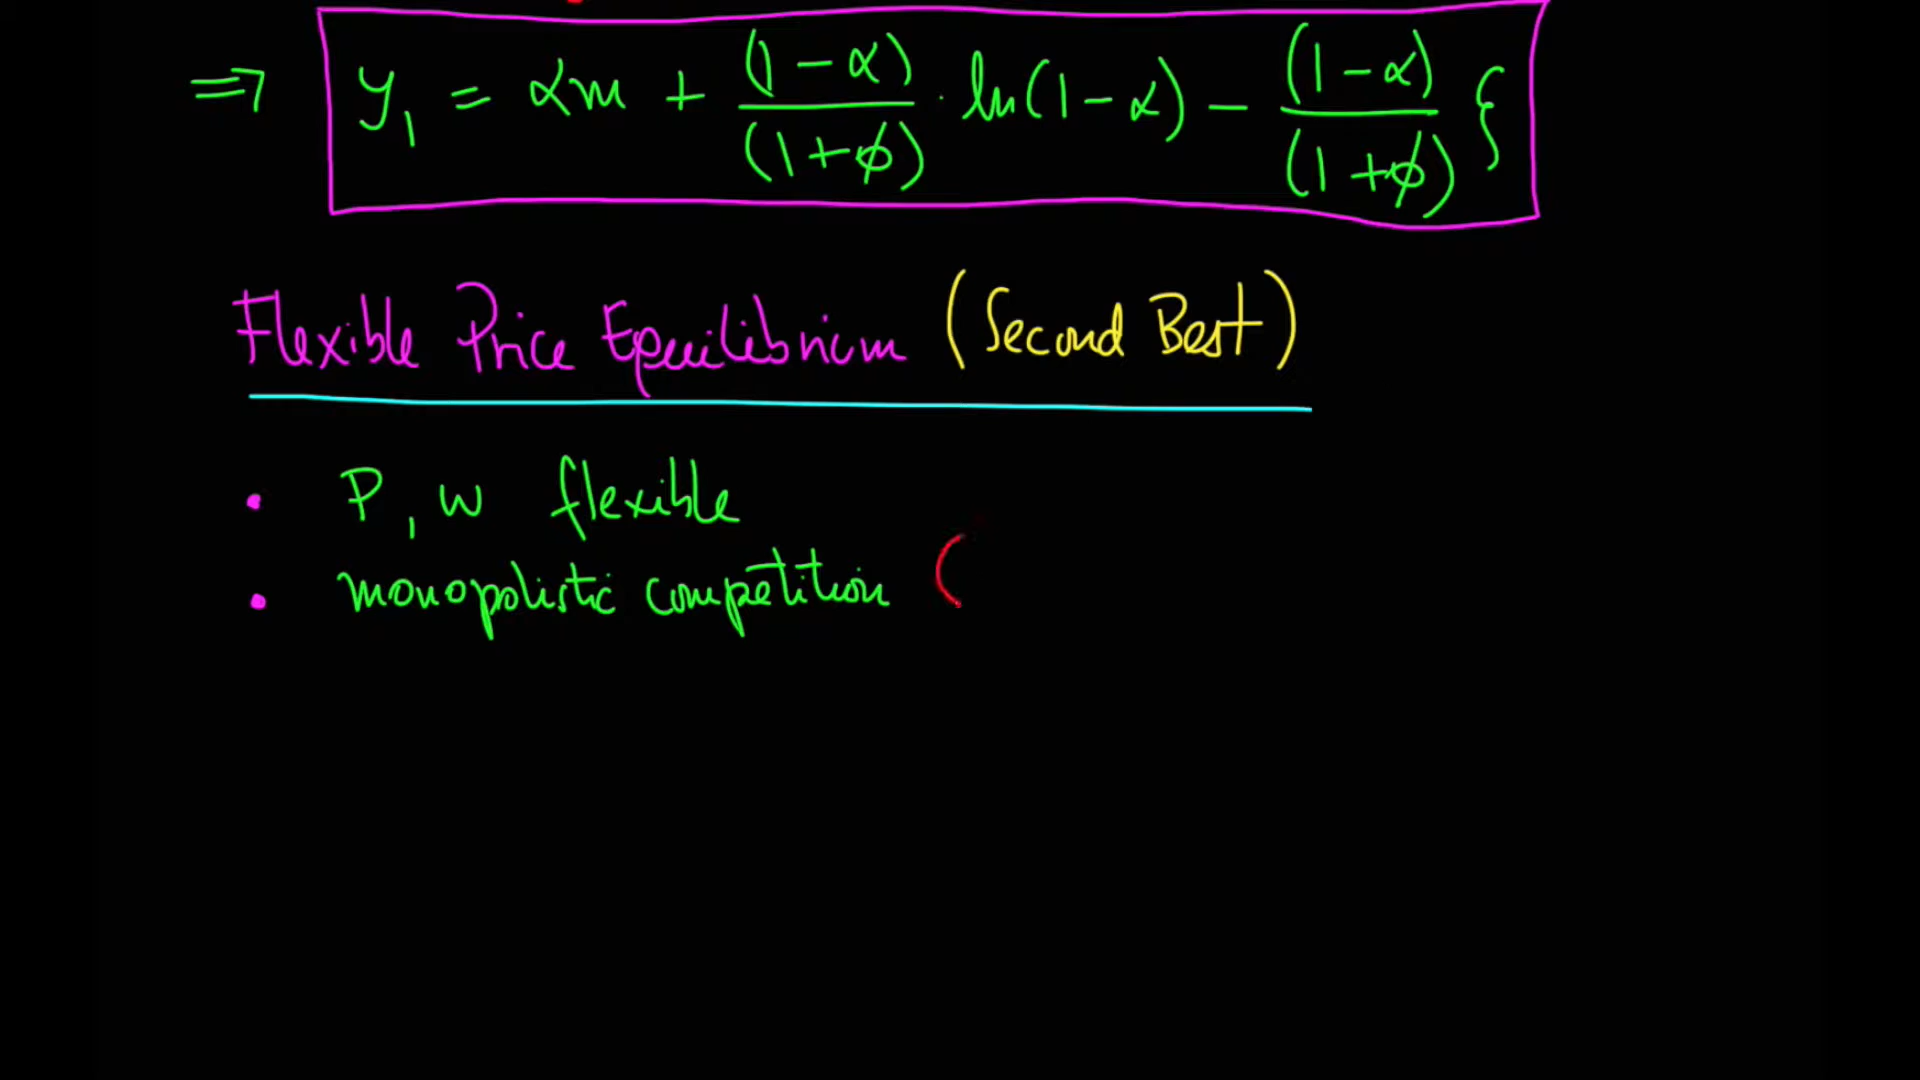 ⇒ y₁ = αm + (1-α)/(1+φ) · ln(1-α) - (1-α)/(1+φ) ξ
Flexible Price Equilibrium (Second Best)
• P, w flexible
• monopolistic competition (